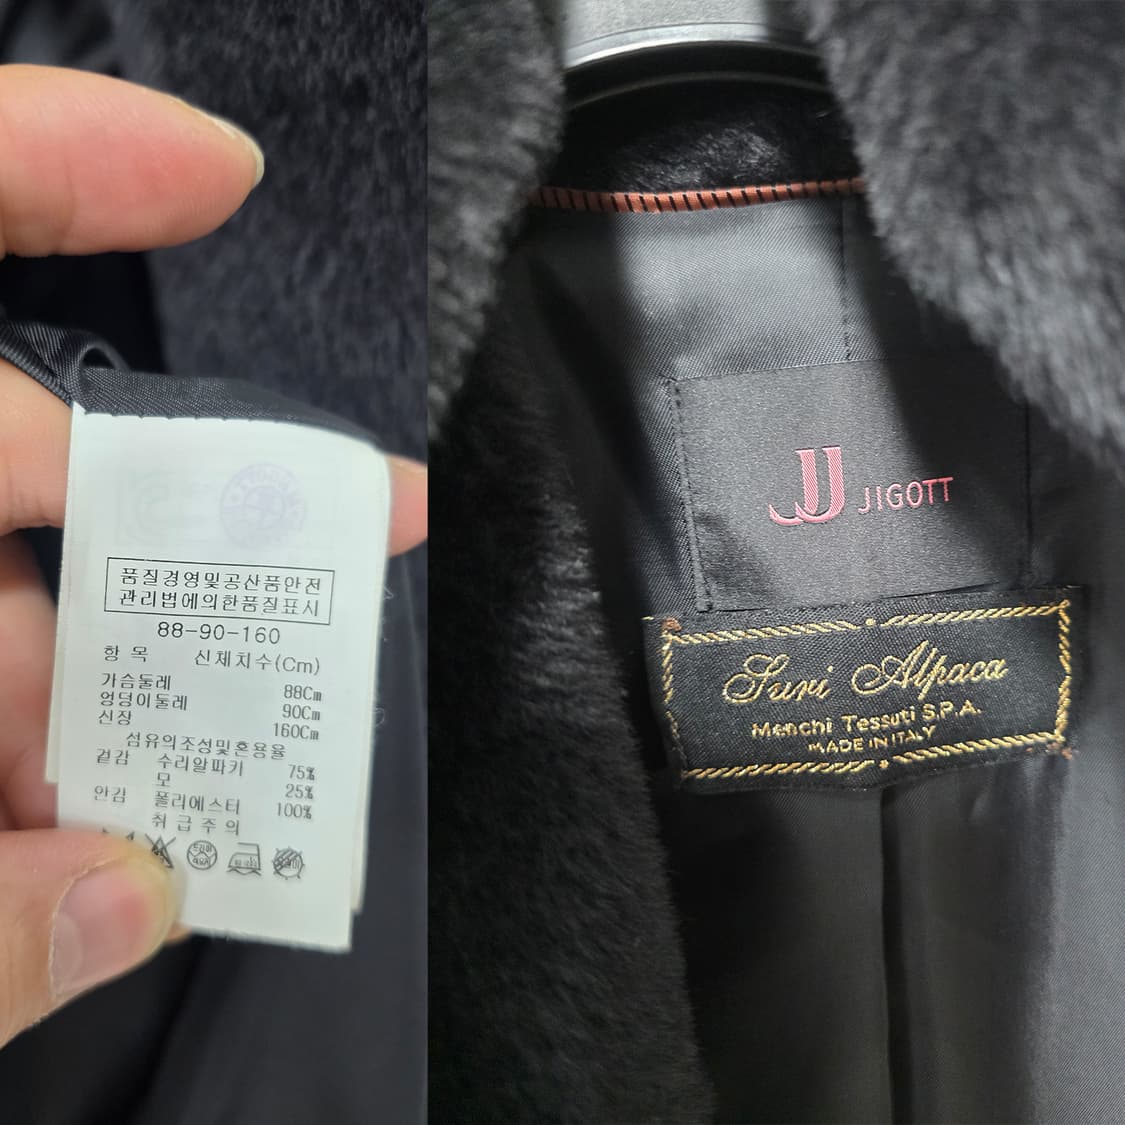 품질경영및공산품안전
관리법에의한품질표시
88-90-160
항 목 신체치수(Cm)
가슴둘레 88Cm
엉덩이둘레 90Cm
신장 160Cm
섬유의조성및혼용율
겉감 수리알파카 75%
모 25%
안감 폴리에스터 100%
취급주의
JJ JIGOTT
Suri Alpaca
Menchi Tessuti S.P.A.
MADE IN ITALY